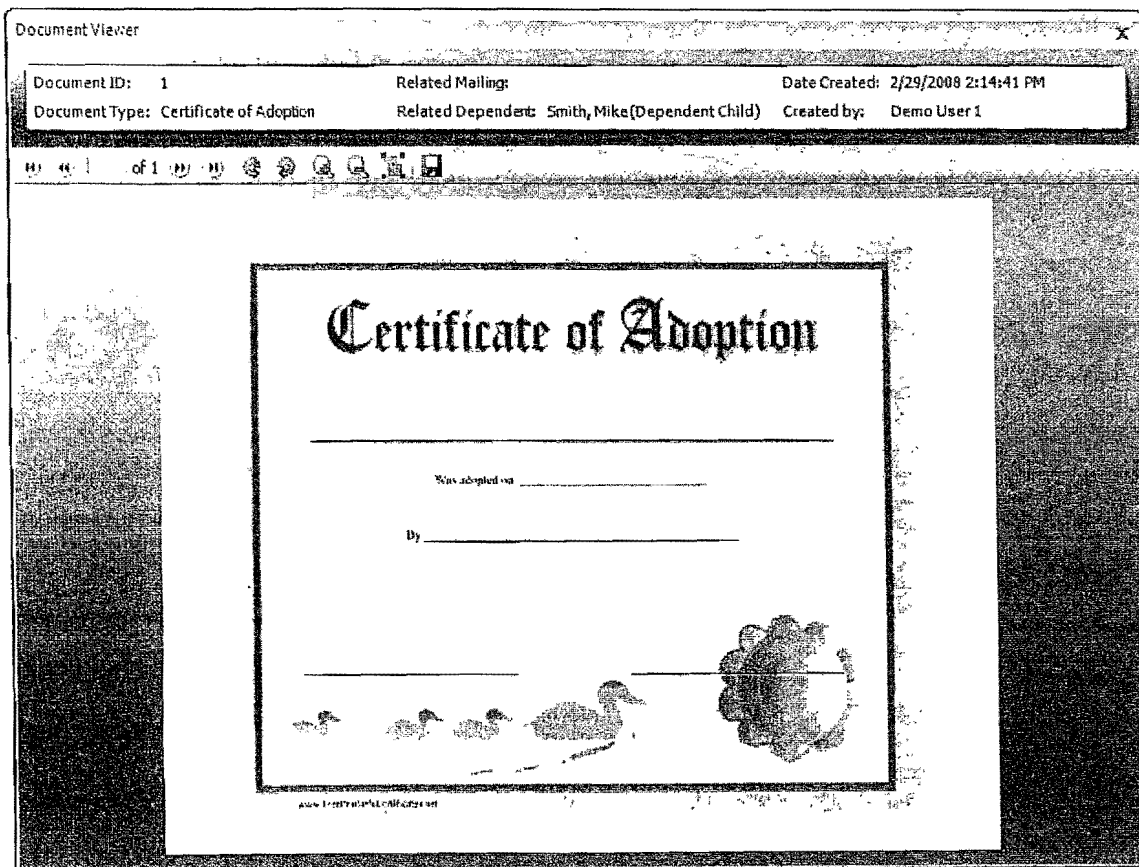 Document Viewer X
Document ID: 1 Related Mailing: Date Created: 2/29/2008 2:14:41 PM
Document Type: Certificate of Adoption Related Dependent: Smith, Mike(Dependent Child) Created by: Demo User 1
of 1
Certificate of Adoption
Was adopted on
By